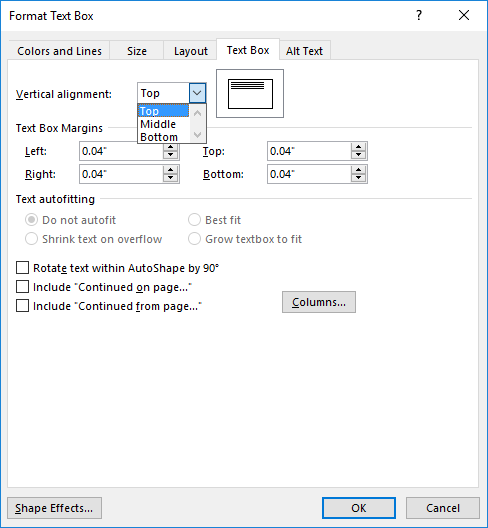 Format Text Box ? ×
Colors and Lines Size Layout Text Box Alt Text
Vertical alignment: Top
Top
Middle
Bottom
Text Box Margins
Left: 0.04" Top: 0.04"
Right: 0.04" Bottom: 0.04"
Text autofitting
Do not autofit Best fit
Shrink text on overflow Grow textbox to fit
Rotate text within AutoShape by 90°
Include "Continued on page..."
Include "Continued from page..." Columns...
Shape Effects... OK Cancel